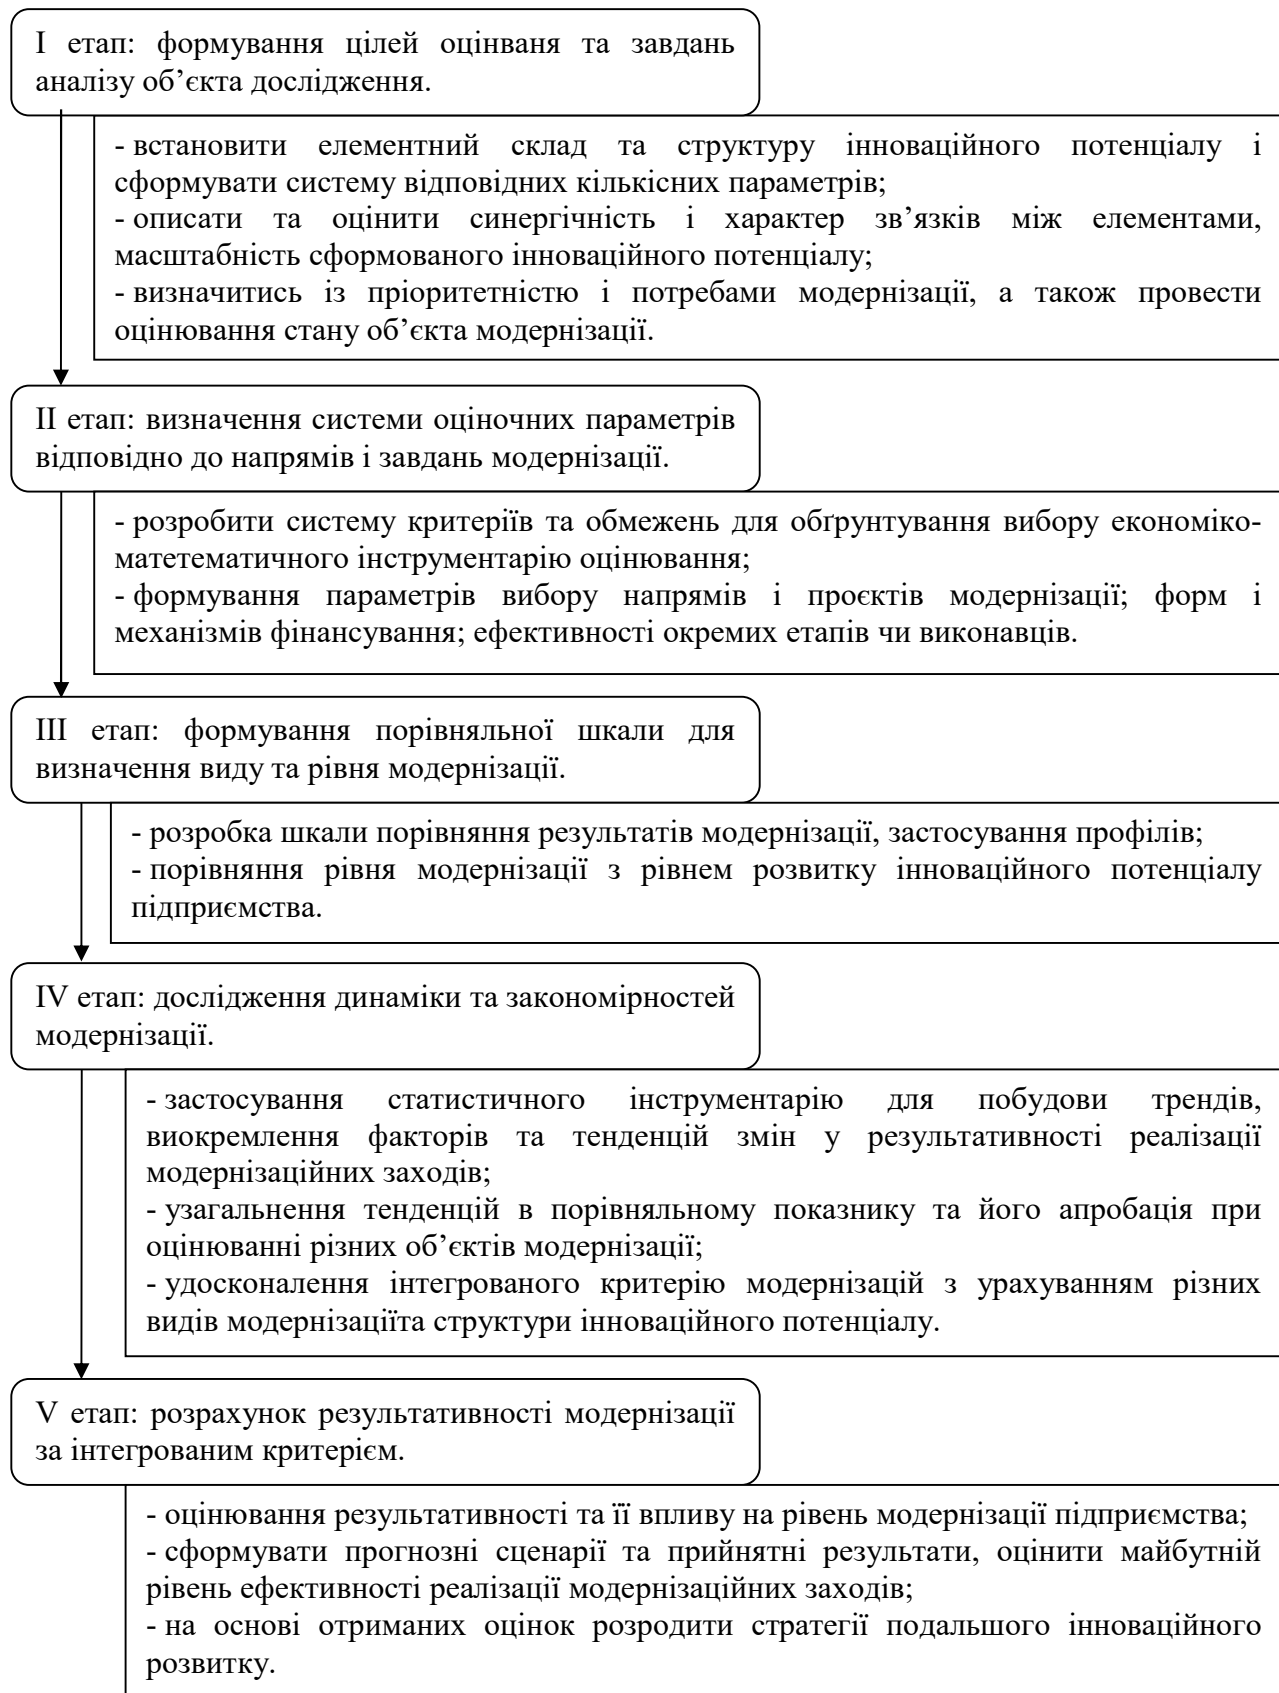 І етап: формування цілей оцінваня та завдань
аналізу об’єкта дослідження.
- встановити елементний склад та структуру інноваційного потенціалу і
сформувати систему відповідних кількісних параметрів;
- описати та оцінити синергічність і характер зв’язків між елементами,
масштабність сформованого інноваційного потенціалу;
- визначитись із пріоритетністю і потребами модернізації, а також провести
оцінювання стану об’єкта модернізації.
ІІ етап: визначення системи оціночних параметрів
відповідно до напрямів і завдань модернізації.
- розробити систему критеріїв та обмежень для обґрунтування вибору економіко-
матетематичного інструментарію оцінювання;
- формування параметрів вибору напрямів і проєктів модернізації; форм і
механізмів фінансування; ефективності окремих етапів чи виконавців.
ІІІ етап: формування порівняльної шкали для
визначення виду та рівня модернізації.
- розробка шкали порівняння результатів модернізації, застосування профілів;
- порівняння рівня модернізації з рівнем розвитку інноваційного потенціалу
підприємства.
IV етап: дослідження динаміки та закономірностей
модернізації.
- застосування статистичного інструментарію для побудови трендів,
виокремлення факторів та тенденцій змін у результативності реалізації
модернізаційних заходів;
- узагальнення тенденцій в порівняльному показнику та його апробація при
оцінюванні різних об’єктів модернізації;
- удосконалення інтегрованого критерію модернізацій з урахуванням різних
видів модернізаціїта структури інноваційного потенціалу.
V етап: розрахунок результативності модернізації
за інтегрованим критерієм.
- оцінювання результативності та її впливу на рівень модернізації підприємства;
- сформувати прогнозні сценарії та прийнятні результати, оцінити майбутній
рівень ефективності реалізації модернізаційних заходів;
- на основі отриманих оцінок розродити стратегії подальшого інноваційного
розвитку.